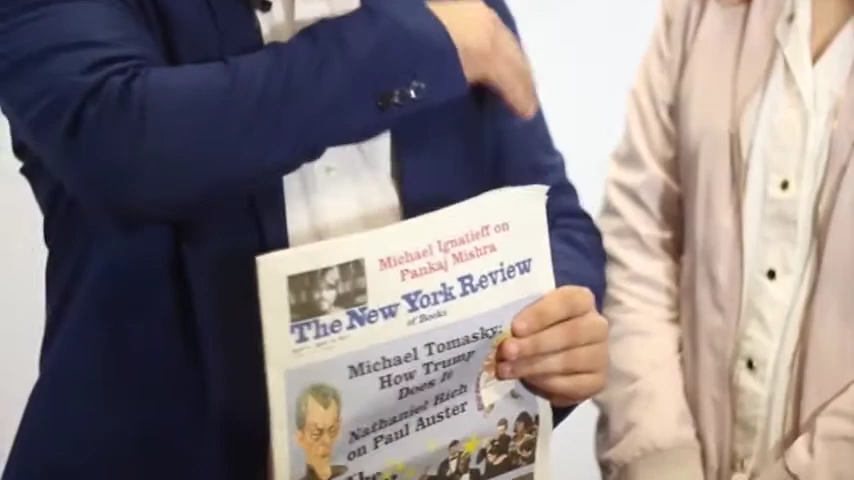 Michael Ignatieff on
Pankaj Mishra
The New York Review
of Books
Michael Tomasky:
How Trump
Does It
Nathaniel Rich
on Paul Auster